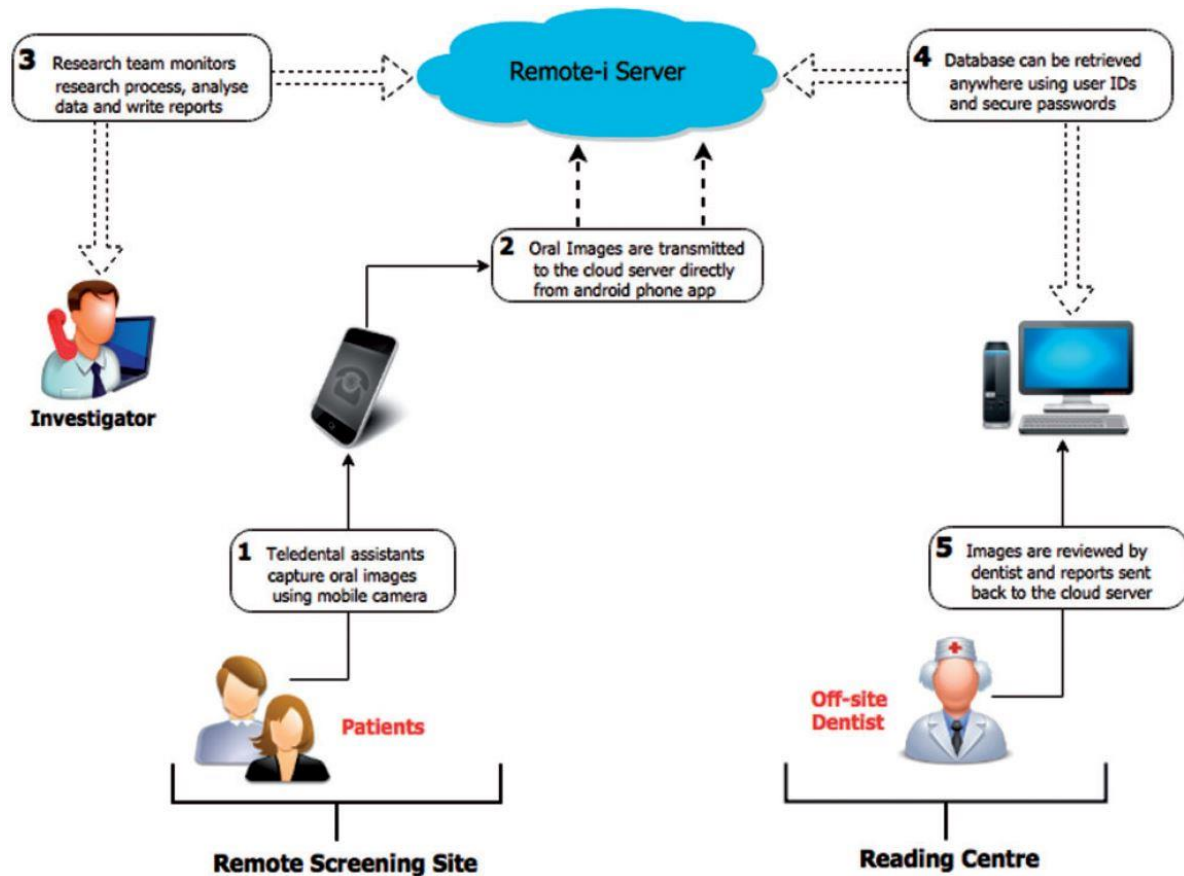 3 Research team monitors
research process, analyse
data and write reports
Remote-i Server
4 Database can be retrieved
anywhere using user IDs
and secure passwords
2 Oral Images are transmitted
to the cloud server directly
from android phone app
Investigator
1 Teledental assistants
capture oral images
using mobile camera
5 Images are reviewed by
dentist and reports sent
back to the cloud server
Patients
Off-site
Dentist
Remote Screening Site
Reading Centre